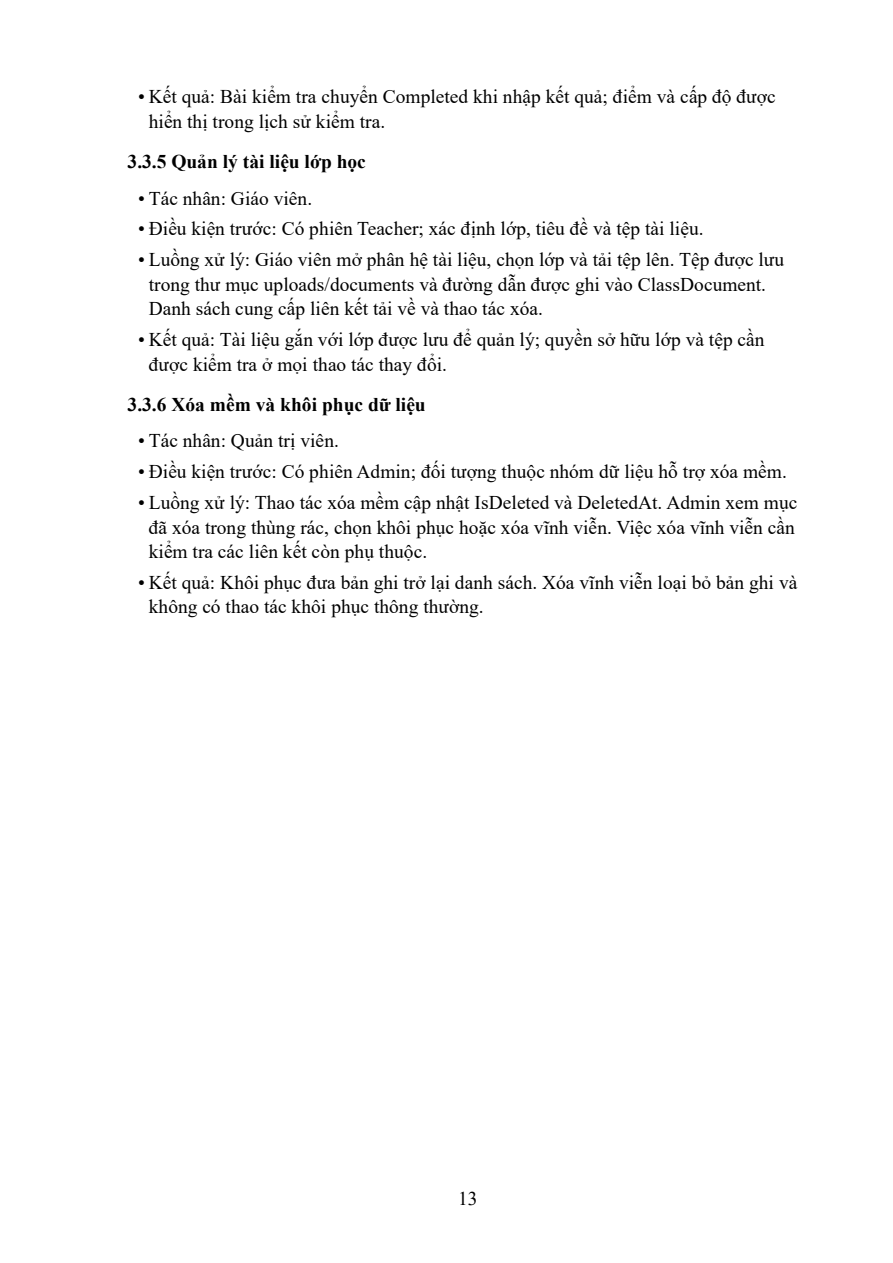 • Kết quả: Bài kiểm tra chuyển Completed khi nhập kết quả; điểm và cấp độ được
hiển thị trong lịch sử kiểm tra.
3.3.5 Quản lý tài liệu lớp học
• Tác nhân: Giáo viên.
• Điều kiện trước: Có phiên Teacher; xác định lớp, tiêu đề và tệp tài liệu.
• Luồng xử lý: Giáo viên mở phân hệ tài liệu, chọn lớp và tải tệp lên. Tệp được lưu
trong thư mục uploads/documents và đường dẫn được ghi vào ClassDocument.
Danh sách cung cấp liên kết tải về và thao tác xóa.
• Kết quả: Tài liệu gắn với lớp được lưu để quản lý; quyền sở hữu lớp và tệp cần
được kiểm tra ở mọi thao tác thay đổi.
3.3.6 Xóa mềm và khôi phục dữ liệu
• Tác nhân: Quản trị viên.
• Điều kiện trước: Có phiên Admin; đối tượng thuộc nhóm dữ liệu hỗ trợ xóa mềm.
• Luồng xử lý: Thao tác xóa mềm cập nhật IsDeleted và DeletedAt. Admin xem mục
đã xóa trong thùng rác, chọn khôi phục hoặc xóa vĩnh viễn. Việc xóa vĩnh viễn cần
kiểm tra các liên kết còn phụ thuộc.
• Kết quả: Khôi phục đưa bản ghi trở lại danh sách. Xóa vĩnh viễn loại bỏ bản ghi và
không có thao tác khôi phục thông thường.
13